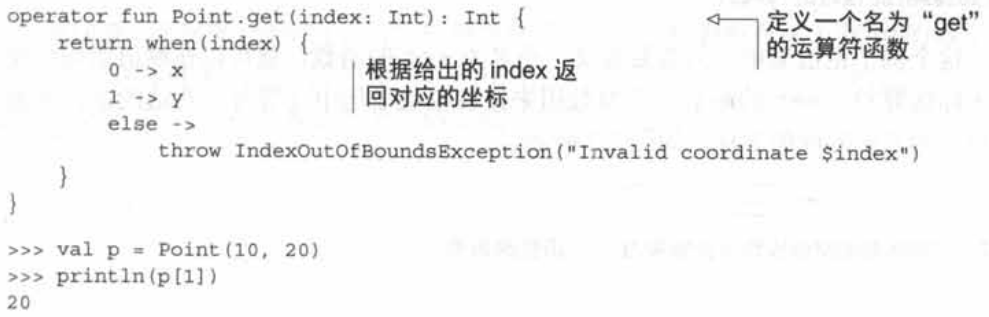 operator fun Point.get(index: Int): Int {
定义一个名为“get”
的运算符函数
    return when(index) {
        0 -> x
        1 -> y
根据给出的 index 返
回对应的坐标
        else ->
            throw IndexOutOfBoundsException("Invalid coordinate $index")
    }
}
>>> val p = Point(10, 20)
>>> println(p[1])
20